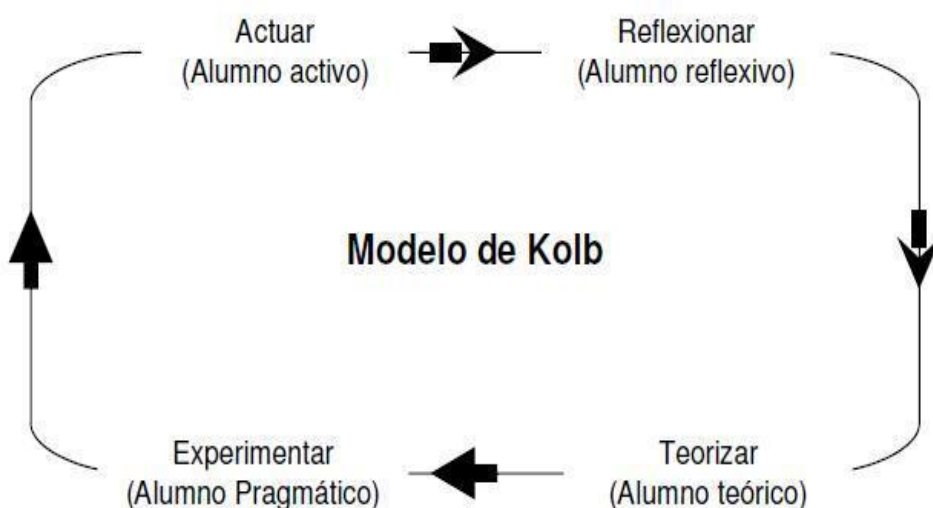 Actuar
(Alumno activo)
Reflexionar
(Alumno reflexivo)
Modelo de Kolb
Experimentar
(Alumno Pragmático)
Teorizar
(Alumno teórico)